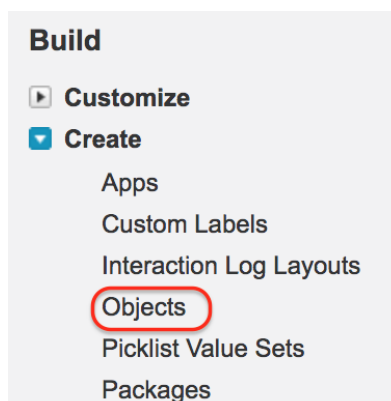 Build
Customize
Create
Apps
Custom Labels
Interaction Log Layouts
Objects
Picklist Value Sets
Packages